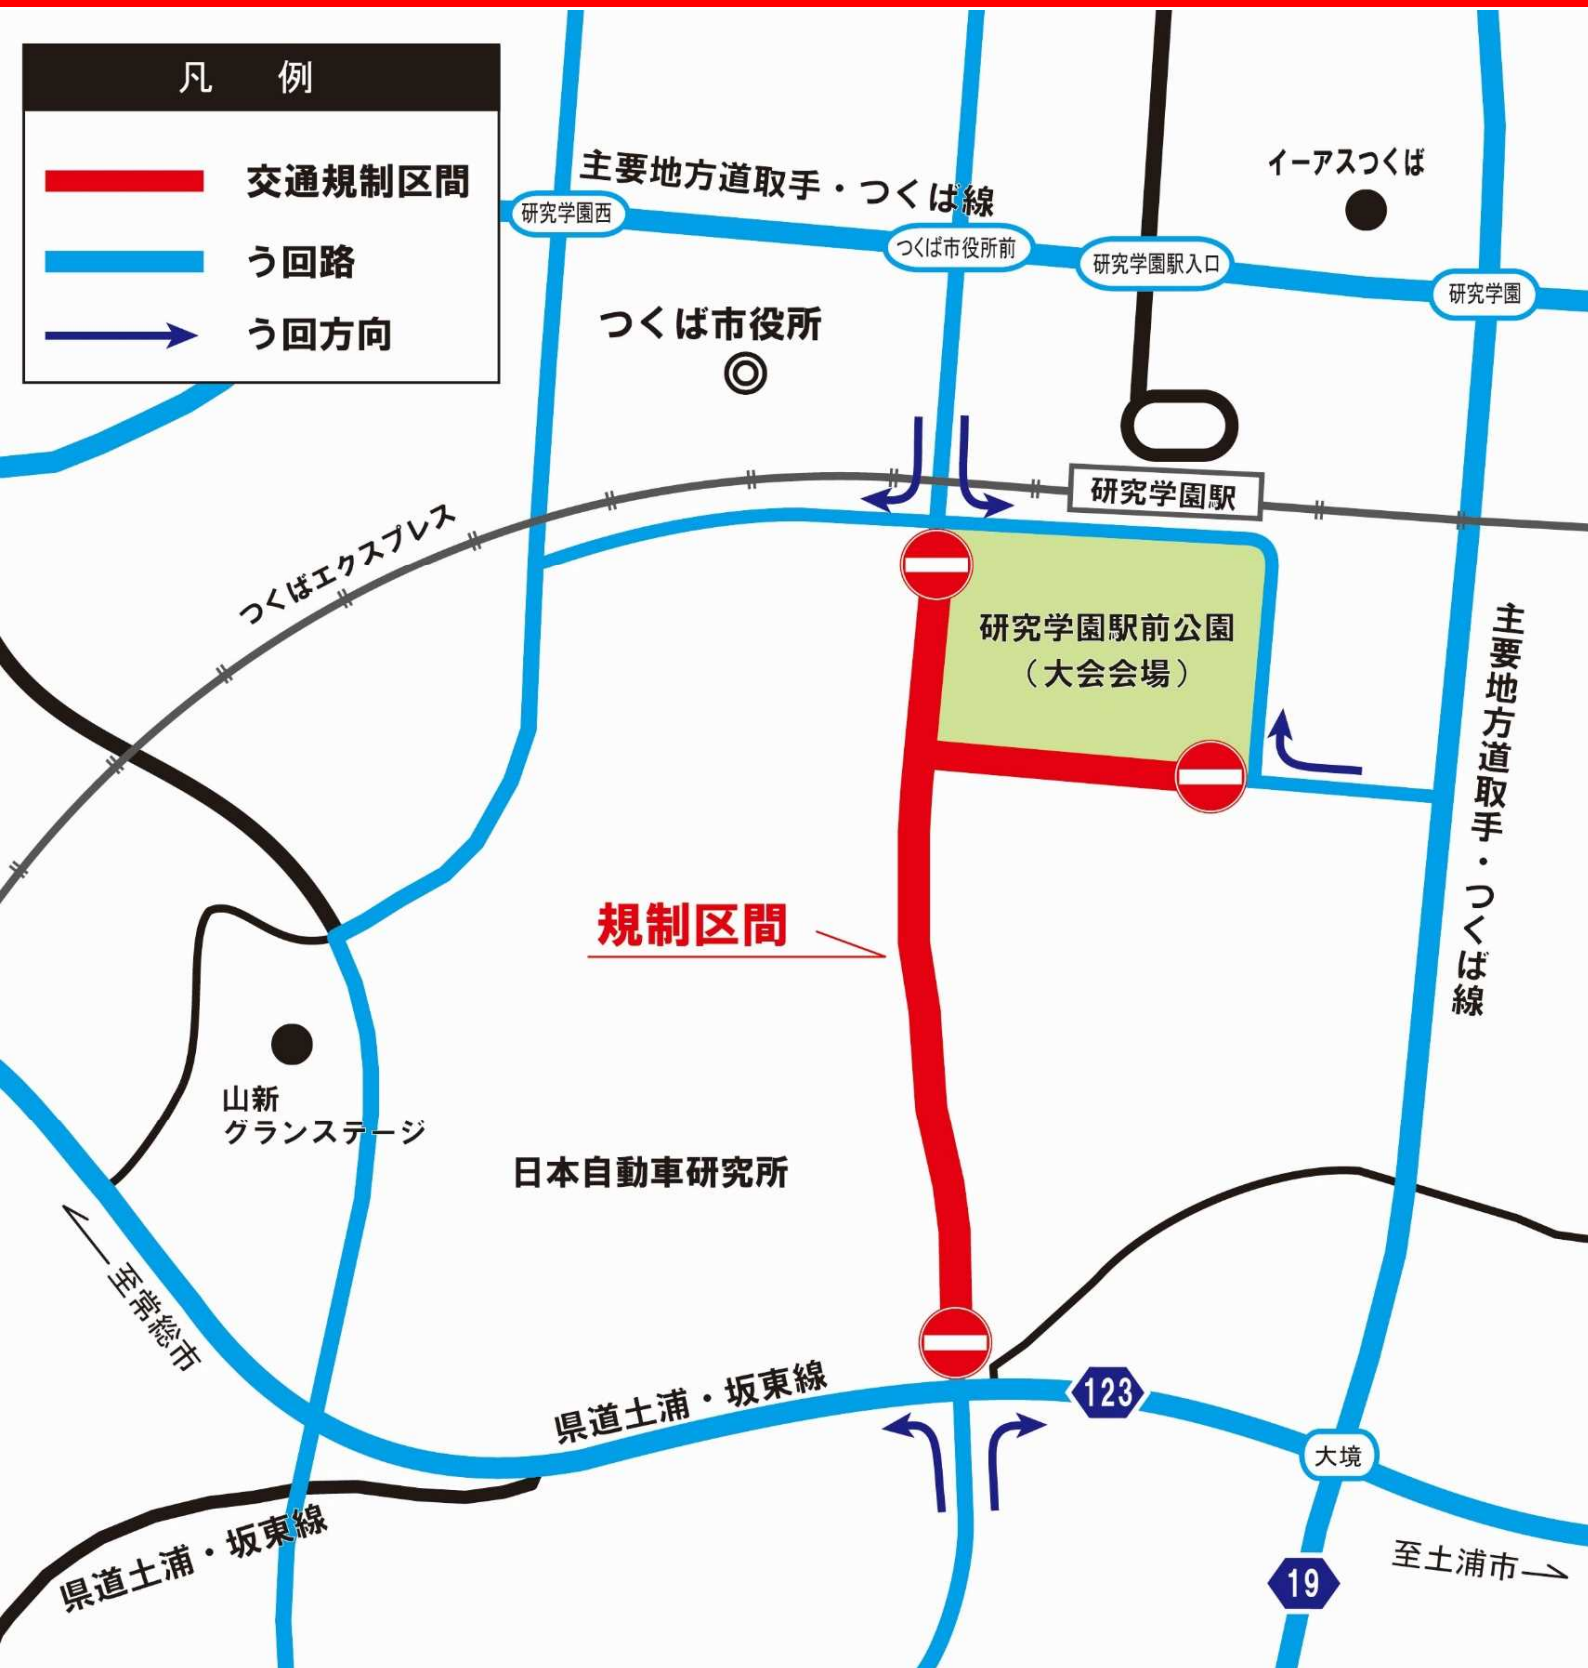 凡　例
交通規制区間
う回路
う回方向
主要地方道取手・つくば線
イーアスつくば
研究学園西
つくば市役所前
研究学園駅入口
研究学園
つくば市役所
研究学園駅
つくばエクスプレス
研究学園駅前公園
（大会会場）
主要地方道取手・つくば線
規制区間
山新
グランステージ
日本自動車研究所
至常総市
県道土浦・坂東線
123
大境
県道土浦・坂東線
至土浦市
19